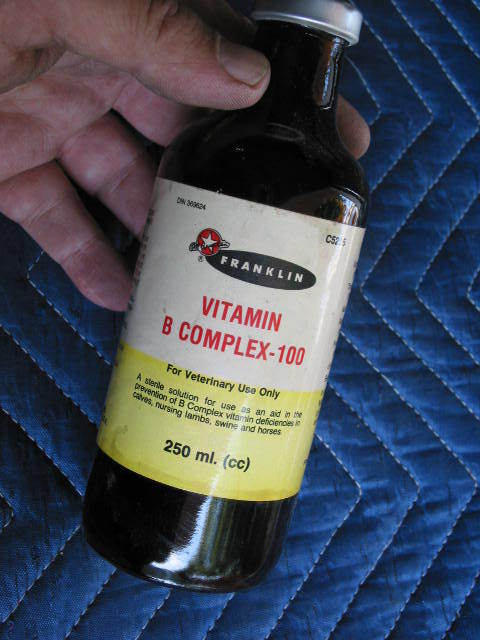 DIN 369624
FRANKLIN
VITAMIN
B COMPLEX-100
For Veterinary Use Only
A sterile solution for use as an aid in the
prevention of B Complex vitamin deficiencies in
calves, nursing lambs, swine and horses.
250 ml. (cc)